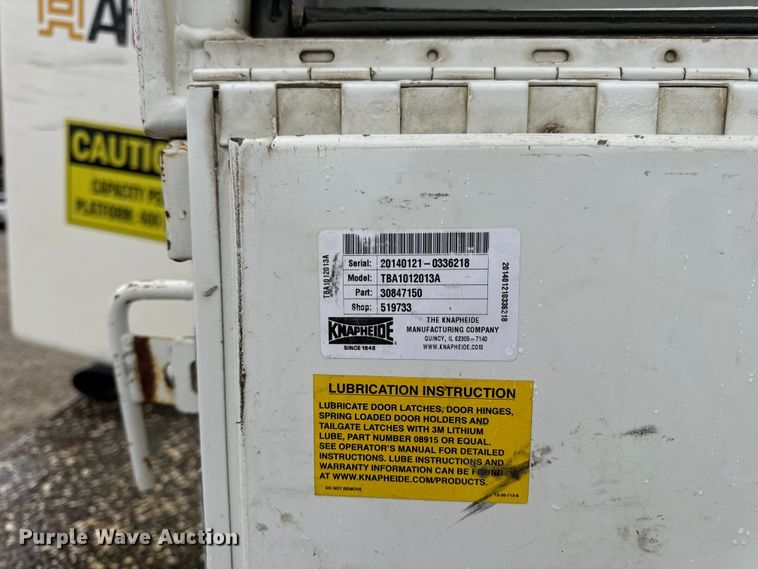 CAUTIO
CAPACITY PE
PLATFORM: 600
TBA1012013A
Serial: 20140121-0336218
Model: TBA1012013A
Part: 30847150
Shop: 519733
201401210336218
KNAPHEIDE
SINCE 1848
THE KNAPHEIDE
MANUFACTURING COMPANY
QUINCY, IL 62305-7140
WWW.KNAPHEIDE.COM
LUBRICATION INSTRUCTION
LUBRICATE DOOR LATCHES, DOOR HINGES,
SPRING LOADED DOOR HOLDERS AND
TAILGATE LATCHES WITH 3M LITHIUM
LUBE, PART NUMBER 08915 OR EQUAL.
SEE OPERATOR'S MANUAL FOR DETAILED
INSTRUCTIONS. LUBE INSTRUCTIONS AND
WARRANTY INFORMATION CAN BE FOUND
AT WWW.KNAPHEIDE.COM/PRODUCTS.
DO NOT REMOVE
Purple Wave Auction